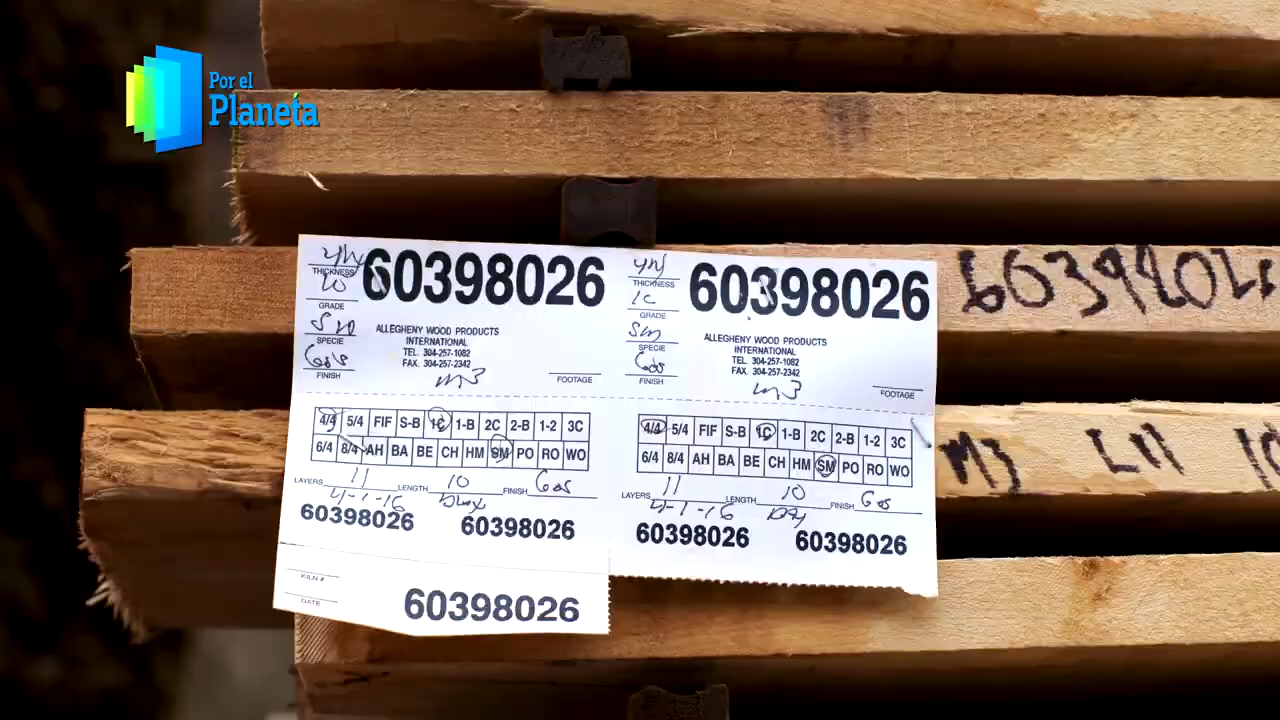 Por el
Planeta
4/4
THICKNESS
60398026
GRADE
SM
SPECIE
FINISH
ALLEGHENY WOOD PRODUCTS
INTERNATIONAL
TEL. 304-257-1082
FAX. 304-257-2342
M3
FOOTAGE
4/4 5/4 FIF S-B 1C 1-B 2C 2-B 1-2 3C
6/4 8/4 AH BA BE CH HM SM PO RO WO
LAYERS 11 LENGTH 10 FINISH
4-1-16
60398026 60398026
KILN #
DATE
60398026
4/4
THICKNESS
60398026
1C
GRADE
SM
SPECIE
FINISH
ALLEGHENY WOOD PRODUCTS
INTERNATIONAL
TEL. 304-257-1082
FAX. 304-257-2342
M3
FOOTAGE
4/4 5/4 FIF S-B 1C 1-B 2C 2-B 1-2 3C
6/4 8/4 AH BA BE CH HM SM PO RO WO
LAYERS 11 LENGTH 10 FINISH
4-1-16
60398026 60398026
60398026
M3 L11 10